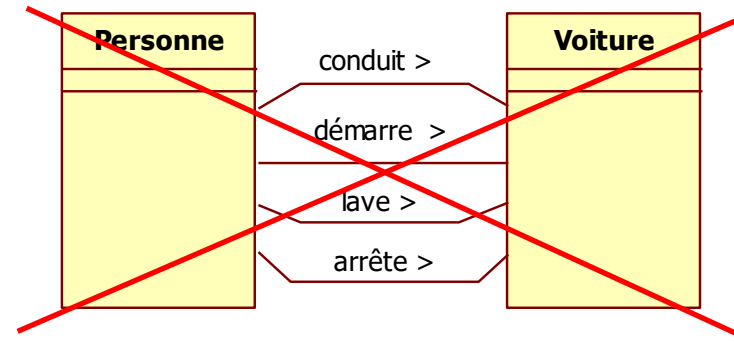 Personne
Voiture
conduit >
démarre >
lave >
arrête >